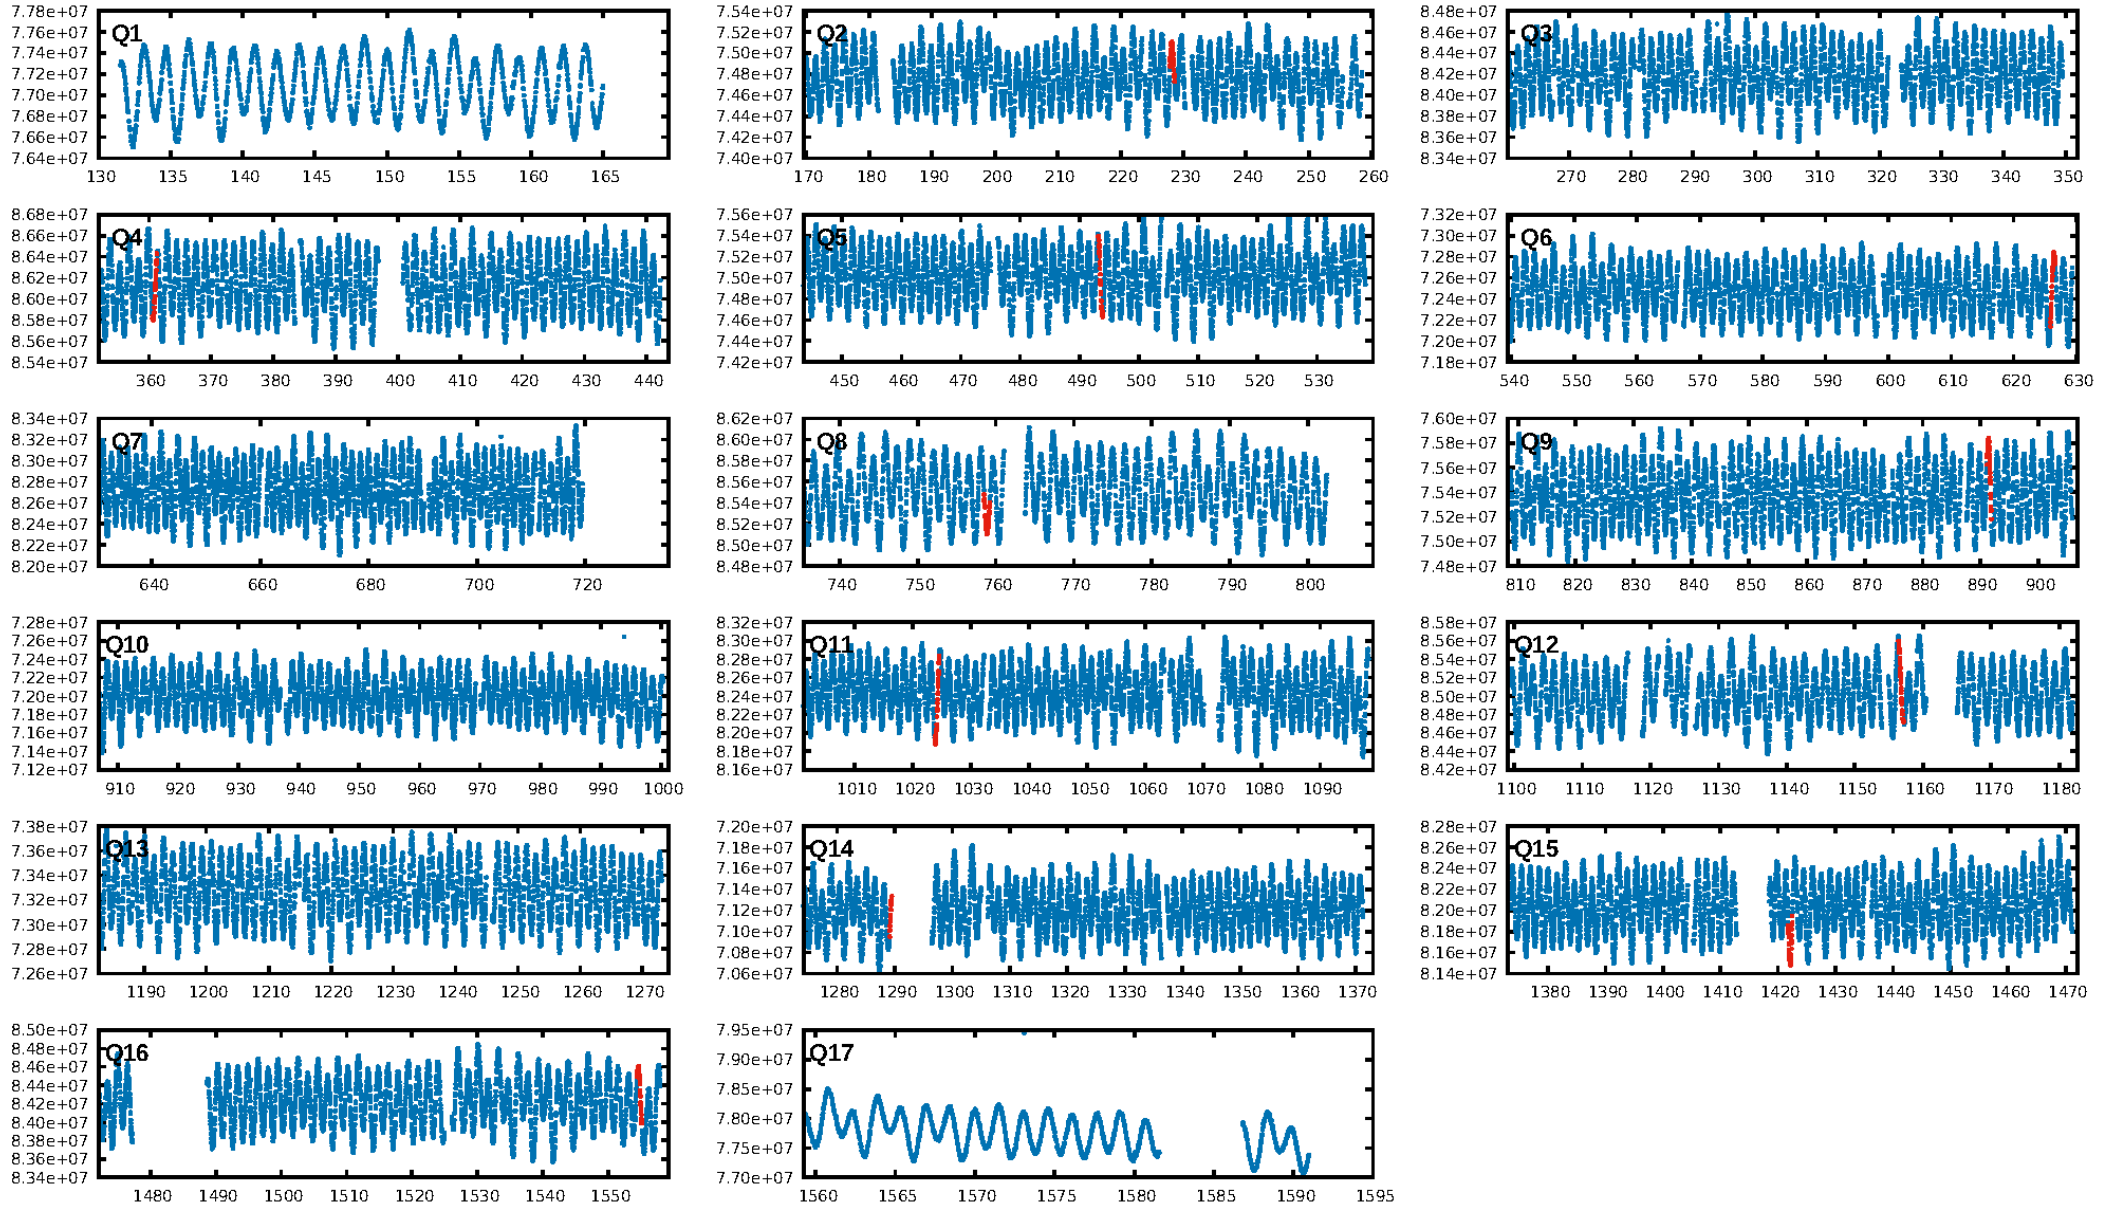 7.78e+07 7.76e+07 7.74e+07 7.72e+07 7.70e+07 7.68e+07 7.66e+07 7.64e+07
Q1
130 135 140 145 150 155 160 165
7.54e+07 7.52e+07 7.50e+07 7.48e+07 7.46e+07 7.44e+07 7.42e+07 7.40e+07
Q2
170 180 190 200 210 220 230 240 250 260
8.48e+07 8.46e+07 8.44e+07 8.42e+07 8.40e+07 8.38e+07 8.36e+07 8.34e+07
Q3
270 280 290 300 310 320 330 340 350
8.68e+07 8.66e+07 8.64e+07 8.62e+07 8.60e+07 8.58e+07 8.56e+07 8.54e+07
Q4
360 370 380 390 400 410 420 430 440
7.56e+07 7.54e+07 7.52e+07 7.50e+07 7.48e+07 7.46e+07 7.44e+07 7.42e+07
Q5
450 460 470 480 490 500 510 520 530
7.32e+07 7.30e+07 7.28e+07 7.26e+07 7.24e+07 7.22e+07 7.20e+07 7.18e+07
Q6
540 550 560 570 580 590 600 610 620 630
8.34e+07 8.32e+07 8.30e+07 8.28e+07 8.26e+07 8.24e+07 8.22e+07 8.20e+07
Q7
640 660 680 700 720
8.62e+07 8.60e+07 8.58e+07 8.56e+07 8.54e+07 8.52e+07 8.50e+07 8.48e+07
Q8
740 750 760 770 780 790 800
7.60e+07 7.58e+07 7.56e+07 7.54e+07 7.52e+07 7.50e+07 7.48e+07
Q9
810 820 830 840 850 860 870 880 890 900
7.28e+07 7.26e+07 7.24e+07 7.22e+07 7.20e+07 7.18e+07 7.16e+07 7.14e+07 7.12e+07
Q10
910 920 930 940 950 960 970 980 990 1000
8.32e+07 8.30e+07 8.28e+07 8.26e+07 8.24e+07 8.22e+07 8.20e+07 8.18e+07 8.16e+07
Q11
1010 1020 1030 1040 1050 1060 1070 1080 1090
8.58e+07 8.56e+07 8.54e+07 8.52e+07 8.50e+07 8.48e+07 8.46e+07 8.44e+07 8.42e+07
Q12
1100 1110 1120 1130 1140 1150 1160 1170 1180
7.38e+07 7.36e+07 7.34e+07 7.32e+07 7.30e+07 7.28e+07 7.26e+07
Q13
1190 1200 1210 1220 1230 1240 1250 1260 1270
7.20e+07 7.18e+07 7.16e+07 7.14e+07 7.12e+07 7.10e+07 7.08e+07 7.06e+07
Q14
1280 1290 1300 1310 1320 1330 1340 1350 1360 1370
8.28e+07 8.26e+07 8.24e+07 8.22e+07 8.20e+07 8.18e+07 8.16e+07 8.14e+07
Q15
1380 1390 1400 1410 1420 1430 1440 1450 1460 1470
8.50e+07 8.48e+07 8.46e+07 8.44e+07 8.42e+07 8.40e+07 8.38e+07 8.36e+07 8.34e+07
Q16
1480 1490 1500 1510 1520 1530 1540 1550
7.95e+07 7.90e+07 7.85e+07 7.80e+07 7.75e+07 7.70e+07
Q17
1560 1565 1570 1575 1580 1585 1590 1595